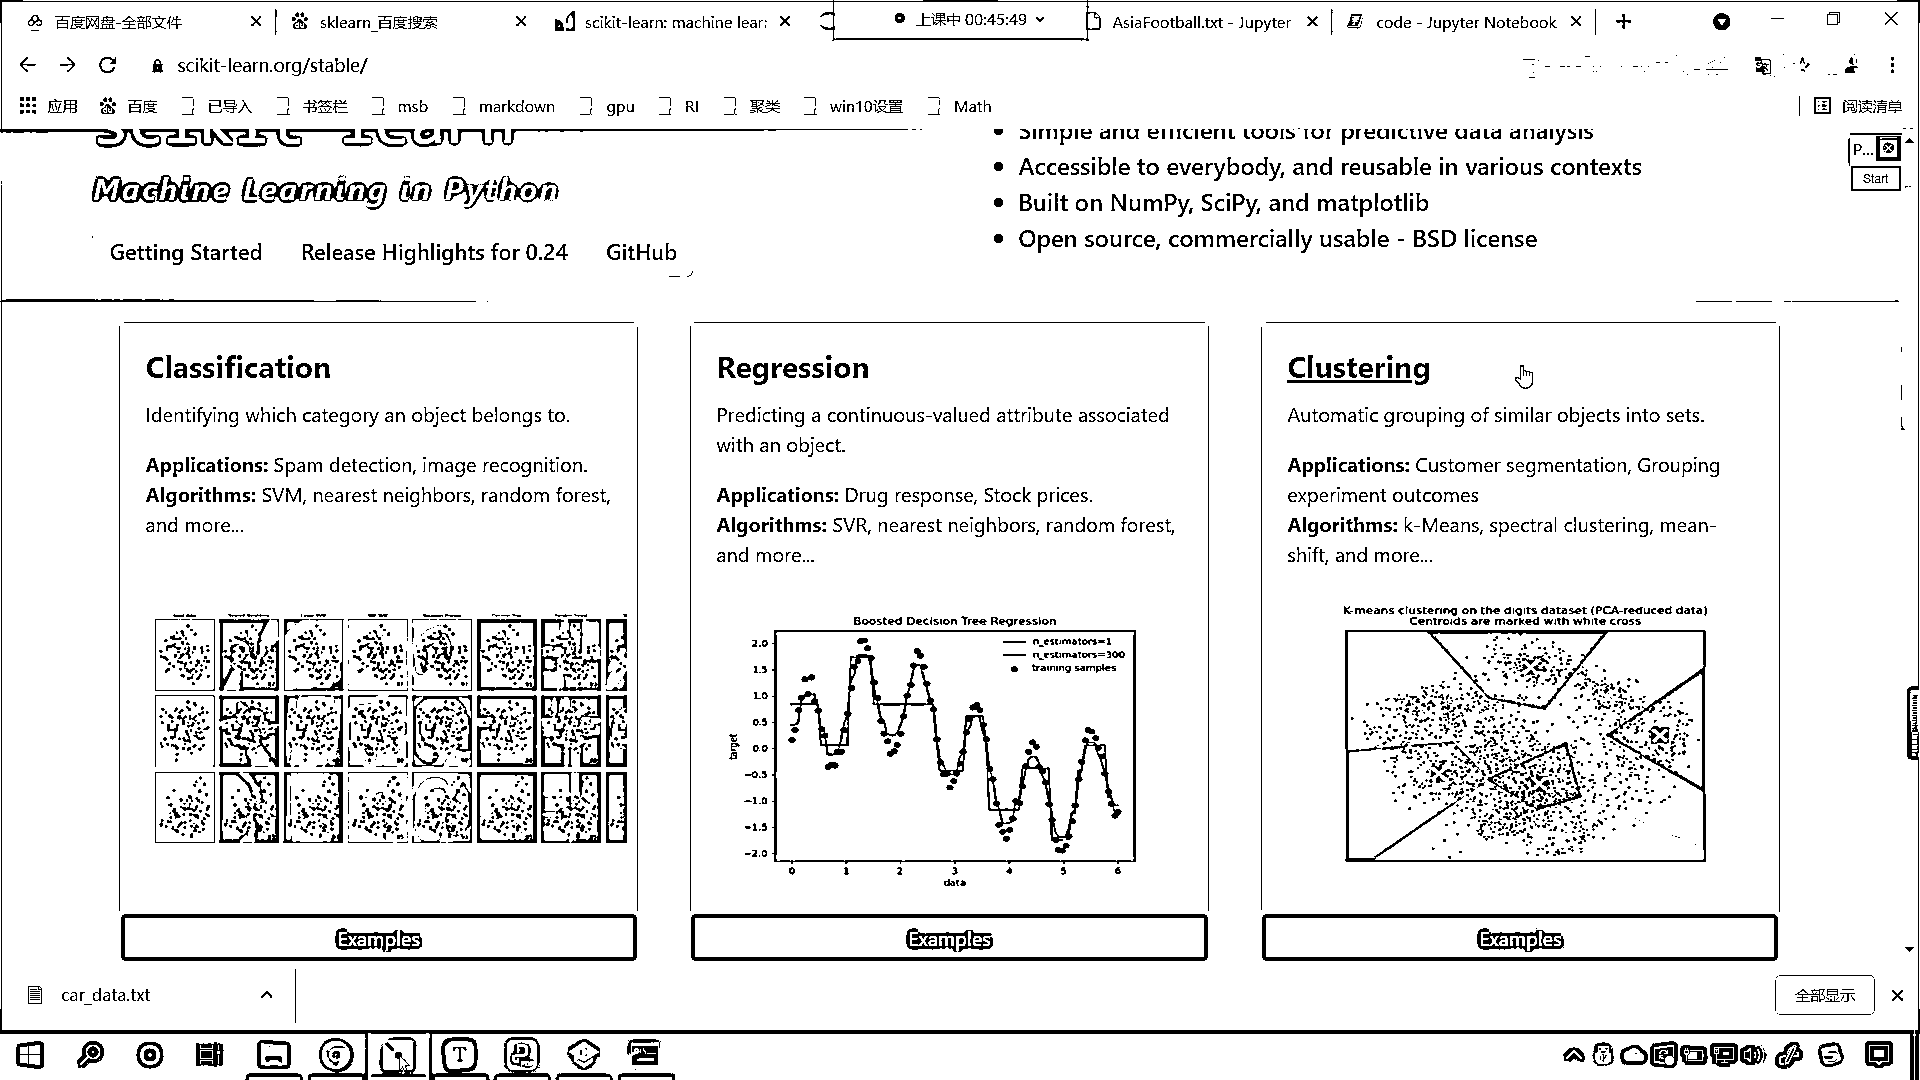 百度网盘-全部文件
sklearn_百度搜索
scikit-learn: machine lear
上课中 00:45:49
AsiaFootball.txt - Jupyter
code - Jupyter Notebook
scikit-learn.org/stable/
应用
百度
已导入
书签栏
msb
markdown
gpu
RI
聚类
win10设置
Math
阅读清单
scikit-learn
Machine Learning in Python
Getting Started
Release Highlights for 0.24
GitHub
Simple and efficient tools for predictive data analysis
Accessible to everybody, and reusable in various contexts
Built on NumPy, SciPy, and matplotlib
Open source, commercially usable - BSD license
P...
Start
Classification
Identifying which category an object belongs to.
Applications: Spam detection, image recognition.
Algorithms: SVM, nearest neighbors, random forest,
and more...
Examples
Regression
Predicting a continuous-valued attribute associated
with an object.
Applications: Drug response, Stock prices.
Algorithms: SVR, nearest neighbors, random forest,
and more...
Boosted Decision Tree Regression
n_estimators=1
n_estimators=300
training samples
target
2.0
1.5
1.0
0.5
0.0
−0.5
−1.0
−1.5
−2.0
0 1 2 3 4 5 6
data
Examples
Clustering
Automatic grouping of similar objects into sets.
Applications: Customer segmentation, Grouping
experiment outcomes
Algorithms: k-Means, spectral clustering, mean-
shift, and more...
K-means clustering on the digits dataset (PCA-reduced data)
Centroids are marked with white cross
Examples
car_data.txt
全部显示